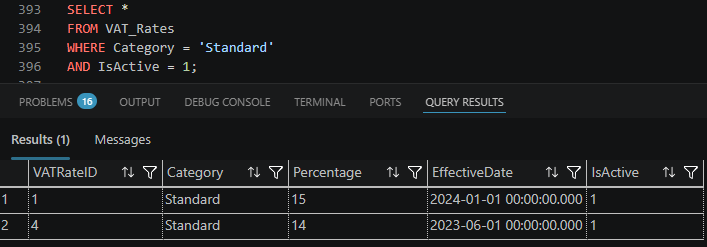 393 SELECT *
394 FROM VAT_Rates
395 WHERE Category = 'Standard'
396 AND IsActive = 1;
PROBLEMS 16 OUTPUT DEBUG CONSOLE TERMINAL PORTS QUERY RESULTS
Results (1) Messages
VATRateID Category Percentage EffectiveDate IsActive
1 1 Standard 15 2024-01-01 00:00:00.000 1
2 4 Standard 14 2023-06-01 00:00:00.000 1